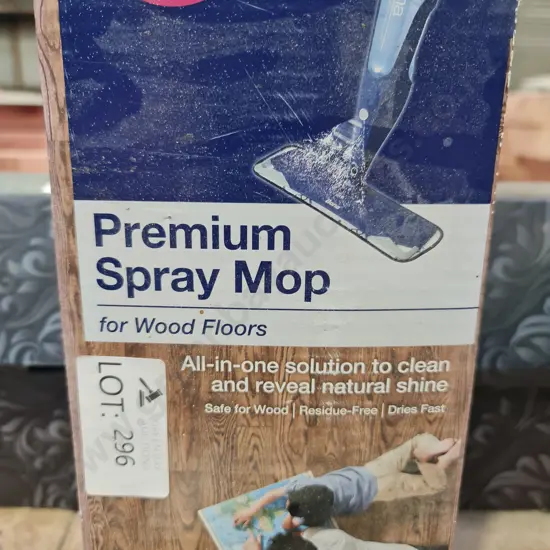 na
Premium
Spray Mop
for Wood Floors
All-in-one solution to clean
and reveal natural shine
Safe for Wood | Residue-Free | Dries Fast
LOT: 296